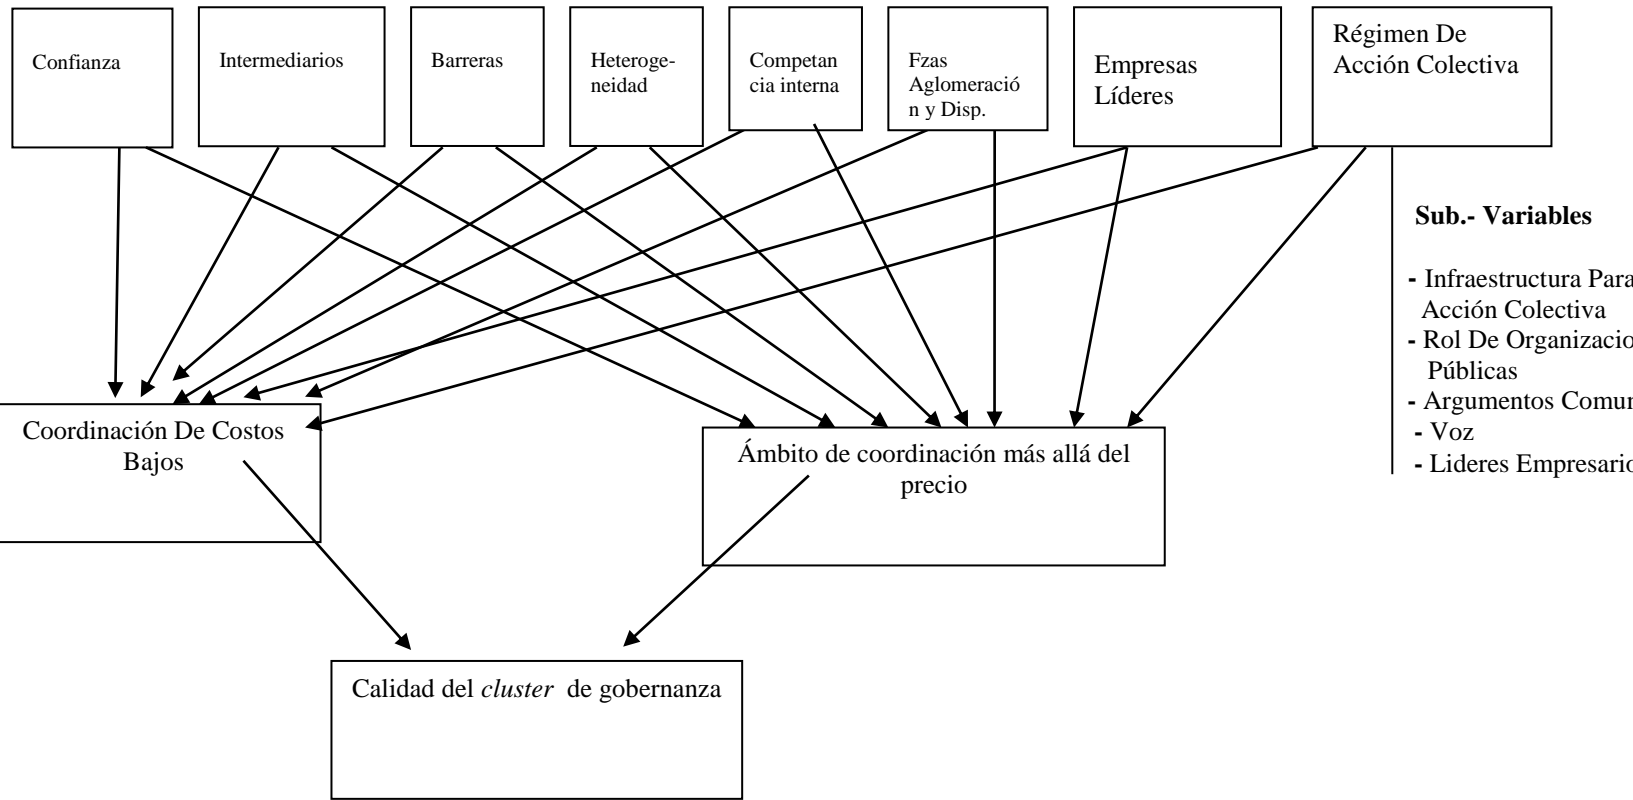 Confianza
Intermediarios
Barreras
Heteroge-
neidad
Competan
cia interna
Fzas
Aglomeració
n y Disp.
Empresas
Líderes
Régimen De
Acción Colectiva
Sub.- Variables
- Infraestructura Para
Acción Colectiva
- Rol De Organizacio
Públicas
- Argumentos Comun
- Voz
- Lideres Empresario
Coordinación De Costos
Bajos
Ámbito de coordinación más allá del
precio
Calidad del cluster de gobernanza